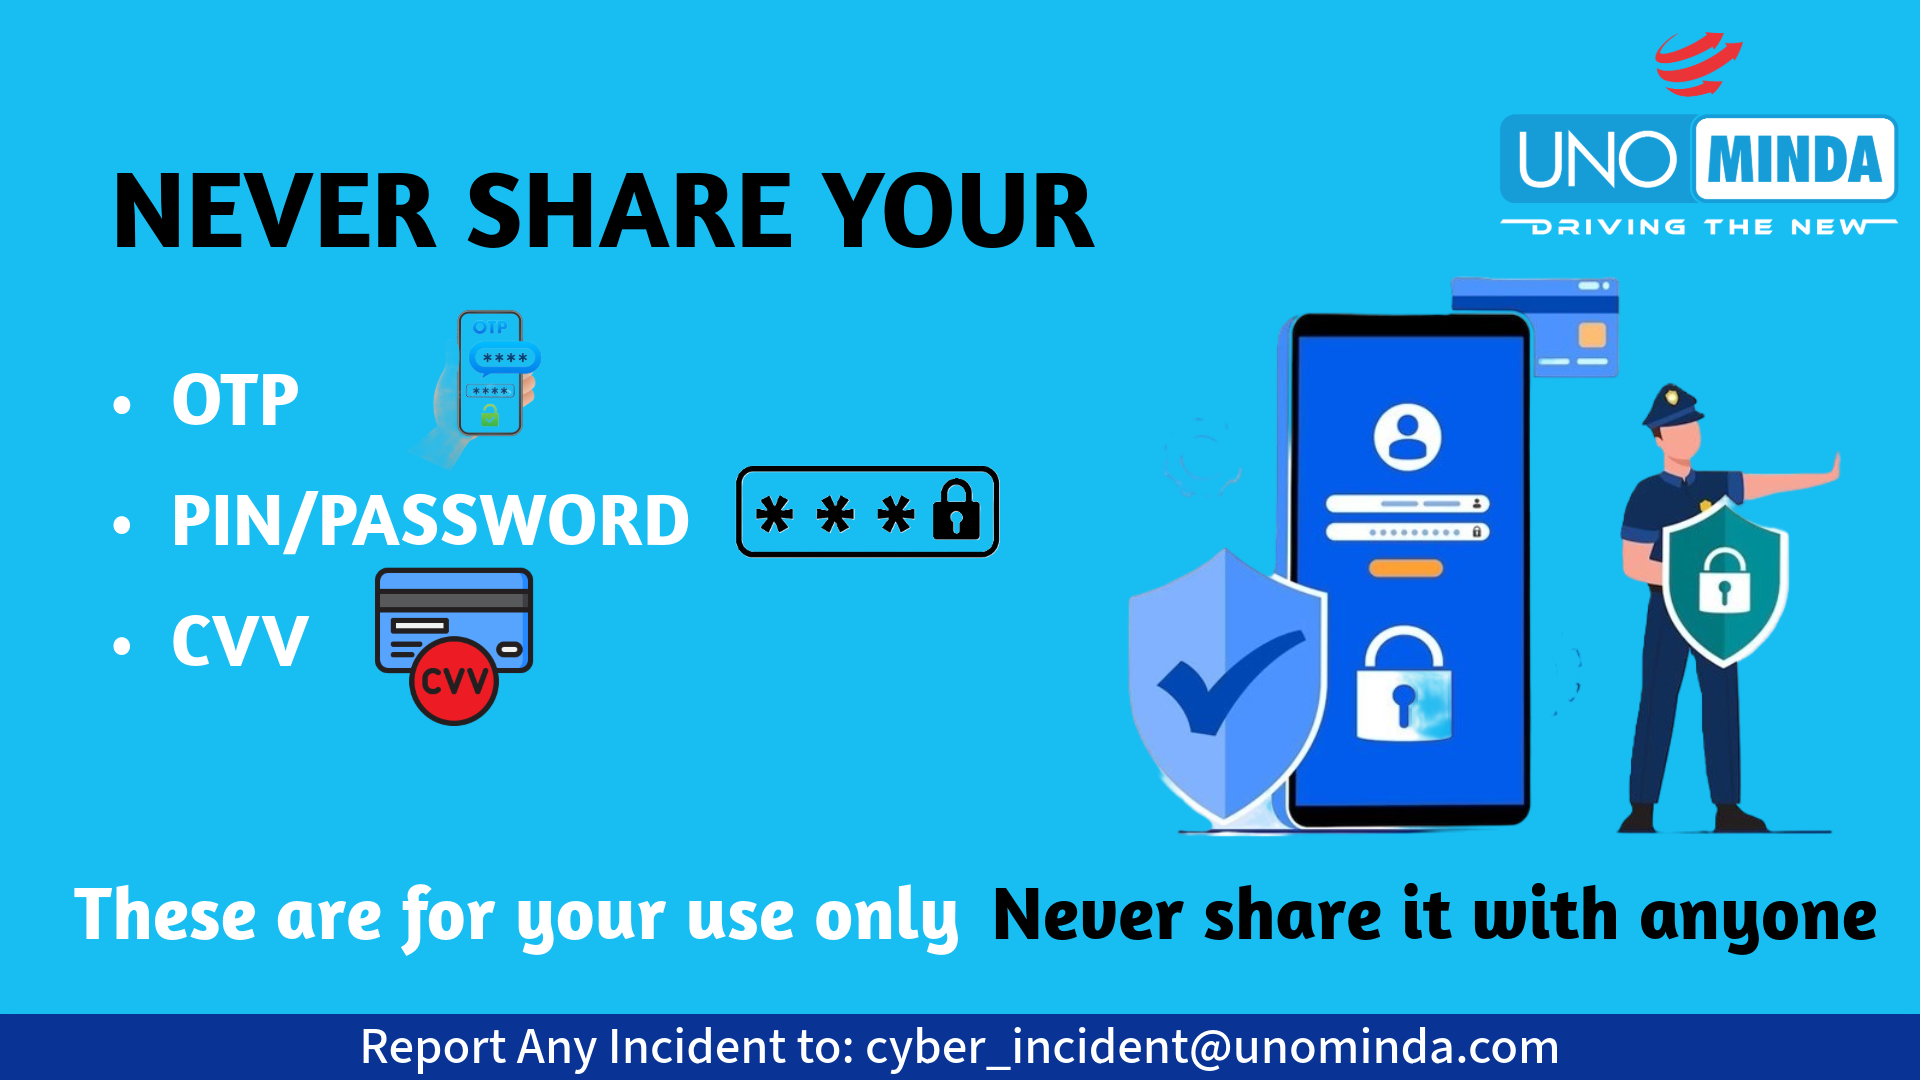 UNO MINDA
DRIVING THE NEW
NEVER SHARE YOUR
• OTP
OTP
****
****
• PIN/PASSWORD
* * *
• CVV
CVV
These are for your use only Never share it with anyone
Report Any Incident to: cyber_incident@unominda.com